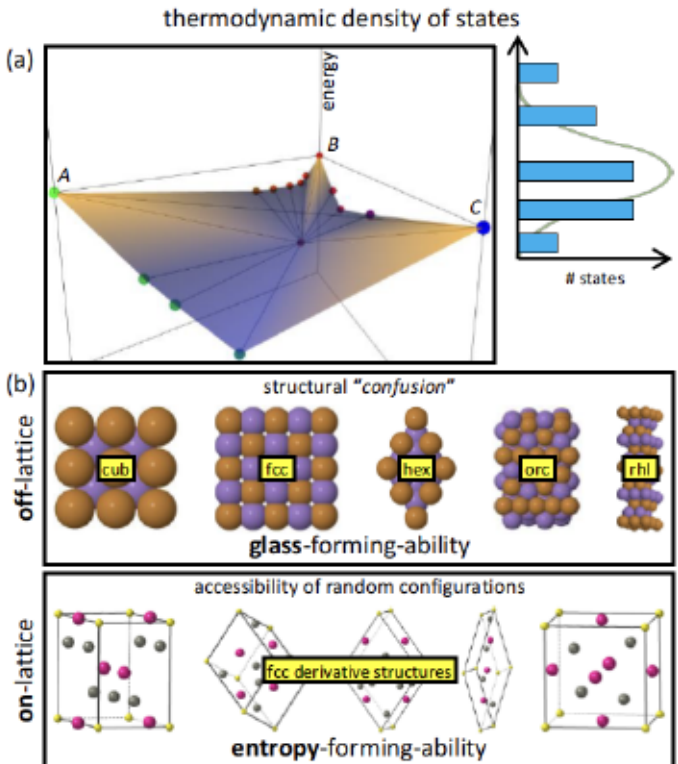 thermodynamic density of states
(a)
energy
B
A
C
# states
(b)
structural "confusion"
off-lattice
cub
fcc
hex
orc
rhl
glass-forming-ability
accessibility of random configurations
on-lattice
fcc derivative structures
entropy-forming-ability